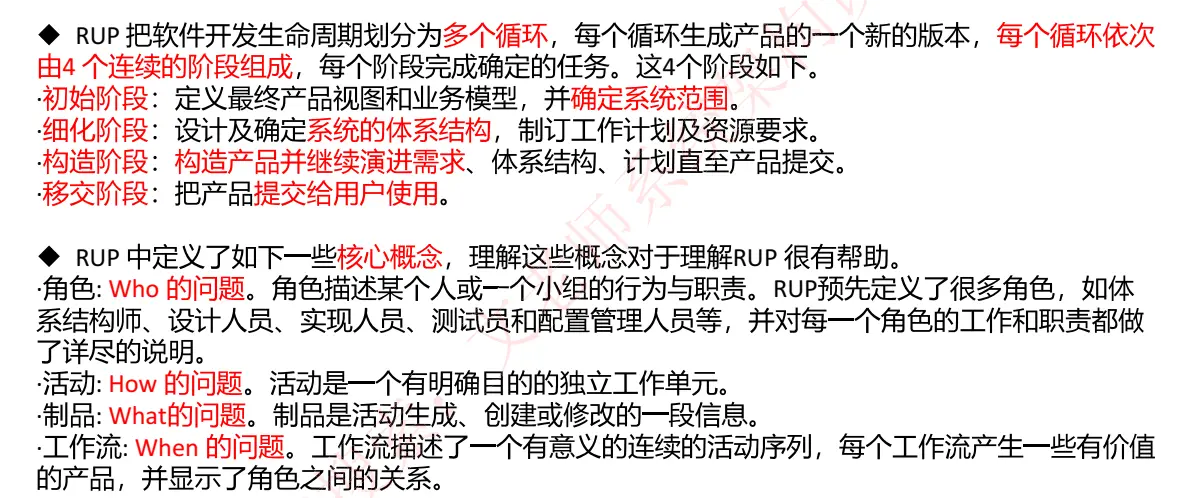 ◆ RUP 把软件开发生命周期划分为多个循环，每个循环生成产品的一个新的版本，每个循环依次
由4 个连续的阶段组成，每个阶段完成确定的任务。这4个阶段如下。
·初始阶段：定义最终产品视图和业务模型，并确定系统范围。
·细化阶段：设计及确定系统的体系结构，制订工作计划及资源要求。
·构造阶段：构造产品并继续演进需求、体系结构、计划直至产品提交。
·移交阶段：把产品提交给用户使用。
◆ RUP 中定义了如下一些核心概念，理解这些概念对于理解RUP 很有帮助。
·角色: Who 的问题。角色描述某个人或一个小组的行为与职责。RUP预先定义了很多角色，如体
系结构师、设计人员、实现人员、测试员和配置管理人员等，并对每一个角色的工作和职责都做
了详尽的说明。
·活动: How 的问题。活动是一个有明确目的的独立工作单元。
·制品: What的问题。制品是活动生成、创建或修改的一段信息。
·工作流: When 的问题。工作流描述了一个有意义的连续的活动序列，每个工作流产生一些有价值
的产品，并显示了角色之间的关系。